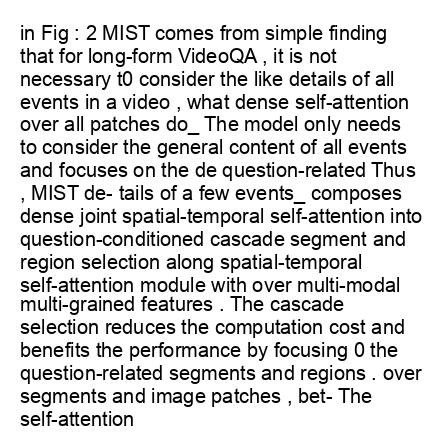 in Fig : 2 MIST comes from simple finding
that for long-form VideoQA , it is not
necessary t0 consider the like details of all
events in a video , what dense self-attention
over all patches do_ The model only needs
to consider the general content of all events
and focuses on the de question-related Thus
, MIST de- tails of a few events_ composes
dense joint spatial-temporal self-attention into
question-conditioned cascade segment and
region selection along spatial-temporal
self-attention module with over multi-modal
multi-grained features . The cascade
selection reduces the computation cost and
benefits the performance by focusing 0 the
question-related segments and regions . over
segments and image patches , bet- The
self-attention